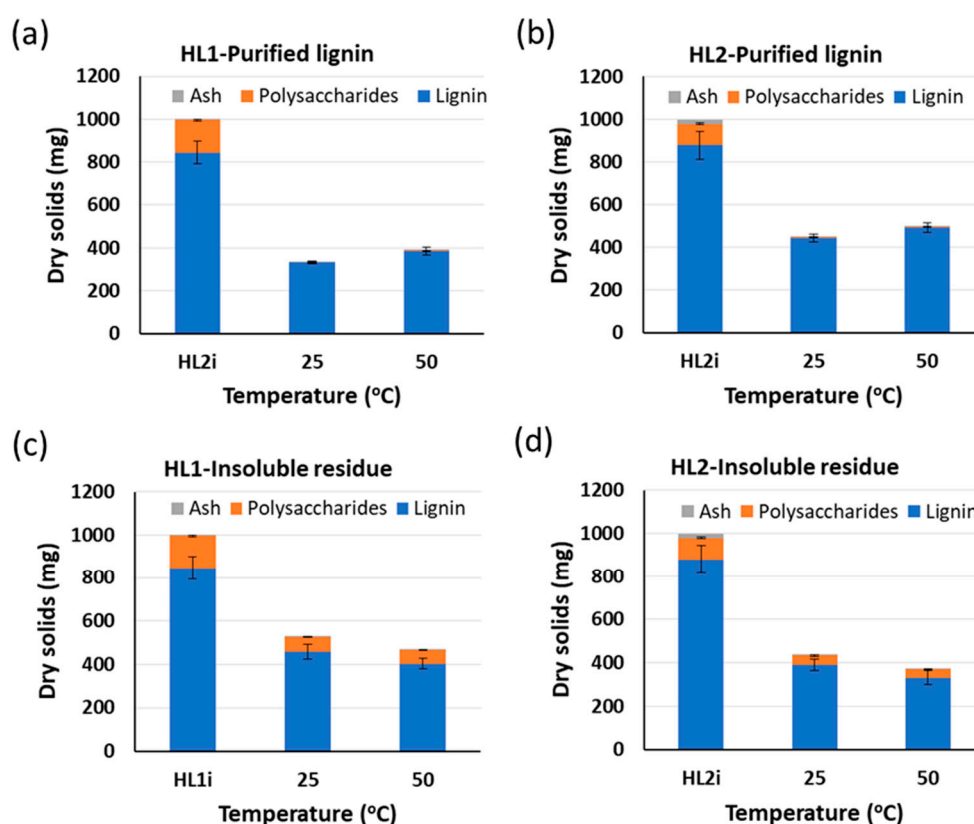 (a)
HL1-Purified lignin
Ash Polysaccharides Lignin
1200
1000
800
600
400
200
0
Dry solids (mg)
HL2i 25 50
Temperature (oC)
(b)
HL2-Purified lignin
Ash Polysaccharides Lignin
1200
1000
800
600
400
200
0
Dry solids (mg)
HL2i 25 50
Temperature (oC)
(c)
HL1-Insoluble residue
Ash Polysaccharides Lignin
1200
1000
800
600
400
200
0
Dry solids (mg)
HL1i 25 50
Temperature (oC)
(d)
HL2-Insoluble residue
Ash Polysaccharides Lignin
1200
1000
800
600
400
200
0
Dry solids (mg)
HL2i 25 50
Temperature (oC)